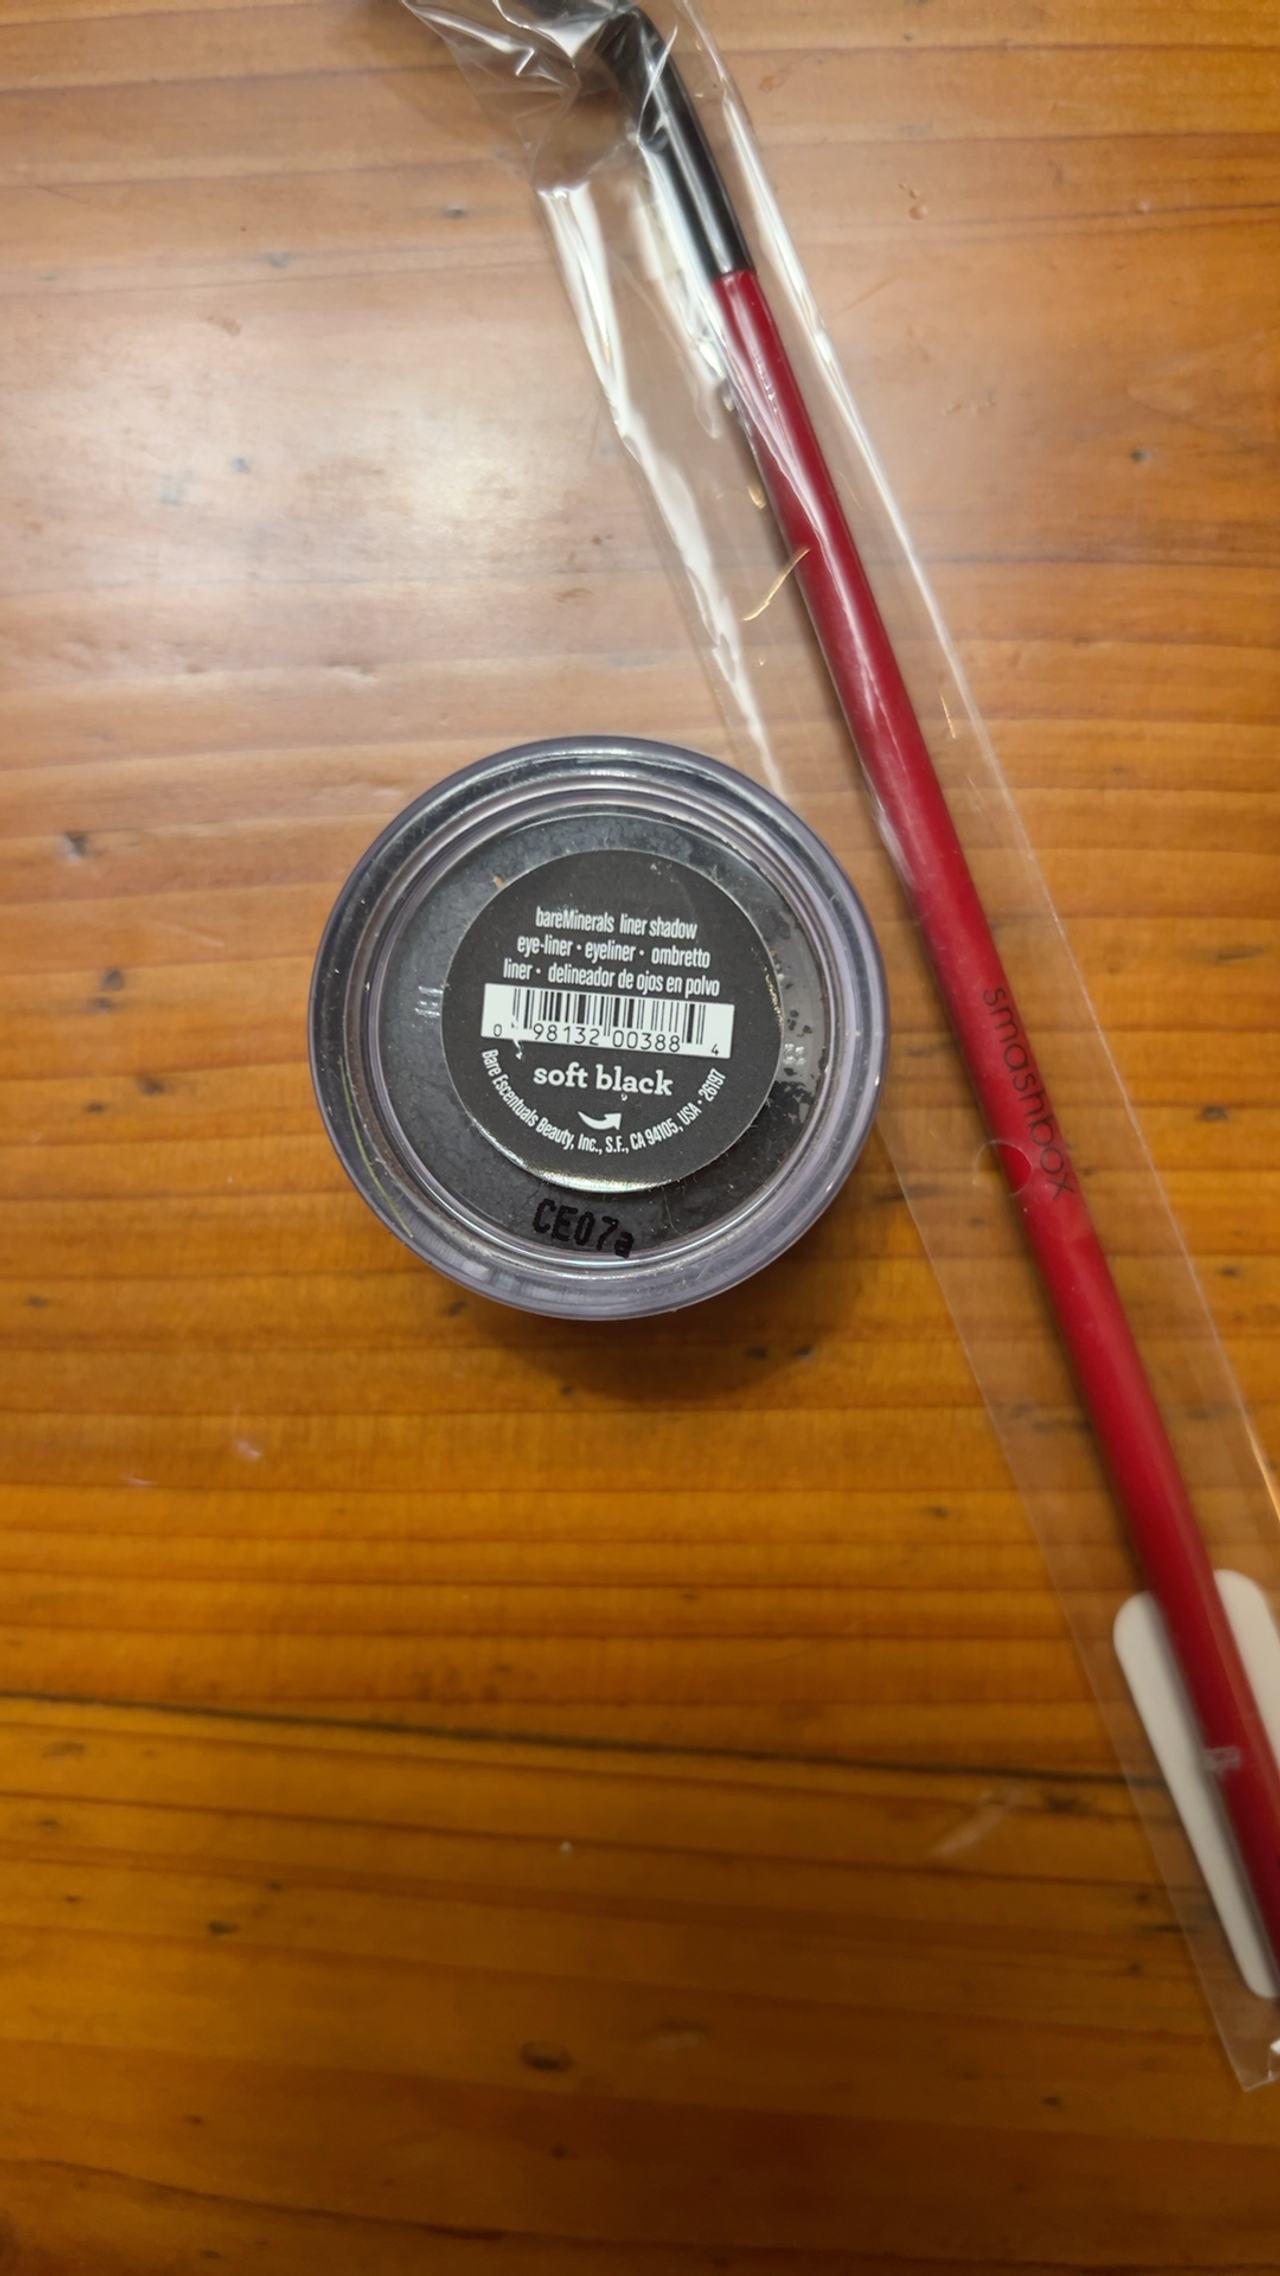 bareMinerals liner shadow
eye-liner • eyeliner • ombretto
liner • delineador de ojos en polvo
0 98132 00388 4
soft black
Bare Escentuals Beauty, Inc., S.F., CA 94105, USA • 26197
CE07a
smashbox